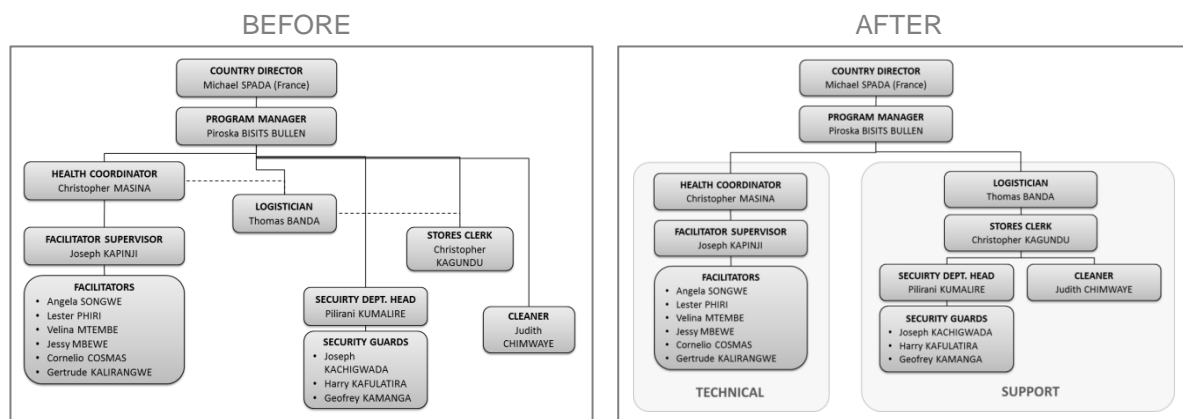 BEFORE
COUNTRY DIRECTOR
Michael SPADA (France)
PROGRAM MANAGER
Piroska BISITS BULLEN
HEALTH COORDINATOR
Christopher MASINA
LOGISTICIAN
Thomas BANDA
FACILITATOR SUPERVISOR
Joseph KAPINJI
STORES CLERK
Christopher
KAGUNDU
FACILITATORS
• Angela SONGWE
• Lester PHIRI
• Velina MTEMBE
• Jessy MBEWE
• Cornelio COSMAS
• Gertrude KALIRANGWE
SECUIRTY DEPT. HEAD
Pilirani KUMALIRE
CLEANER
Judith
CHIMWAYE
SECURITY GUARDS
• Joseph
KACHIGWADA
• Harry KAFULATIRA
• Geofrey KAMANGA
AFTER
COUNTRY DIRECTOR
Michael SPADA (France)
PROGRAM MANAGER
Piroska BISITS BULLEN
HEALTH COORDINATOR
Christopher MASINA
FACILITATOR SUPERVISOR
Joseph KAPINJI
FACILITATORS
• Angela SONGWE
• Lester PHIRI
• Velina MTEMBE
• Jessy MBEWE
• Cornelio COSMAS
• Gertrude KALIRANGWE
TECHNICAL
LOGISTICIAN
Thomas BANDA
STORES CLERK
Christopher KAGUNDU
SECUIRTY DEPT. HEAD
Pilirani KUMALIRE
CLEANER
Judith CHIMWAYE
SECURITY GUARDS
• Joseph KACHIGWADA
• Harry KAFULATIRA
• Geofrey KAMANGA
SUPPORT